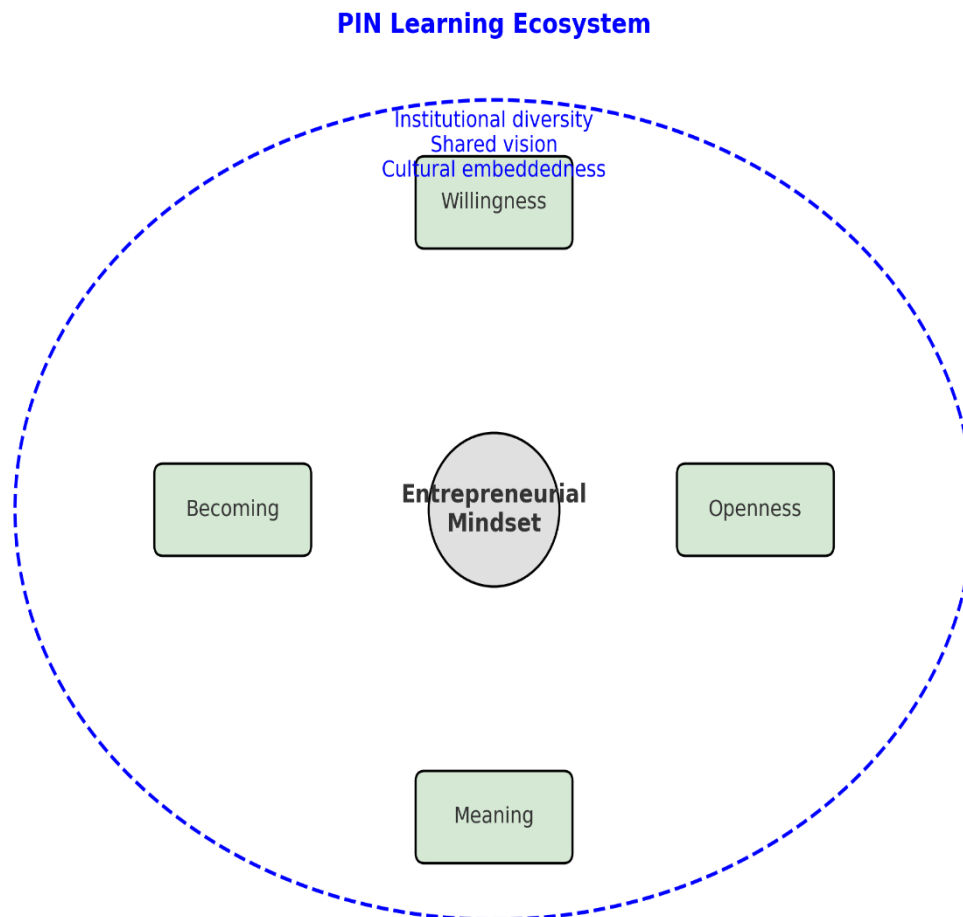 PIN Learning Ecosystem
Institutional diversity
Shared vision
Cultural embeddedness
Willingness
Becoming
Entrepreneurial
Mindset
Openness
Meaning